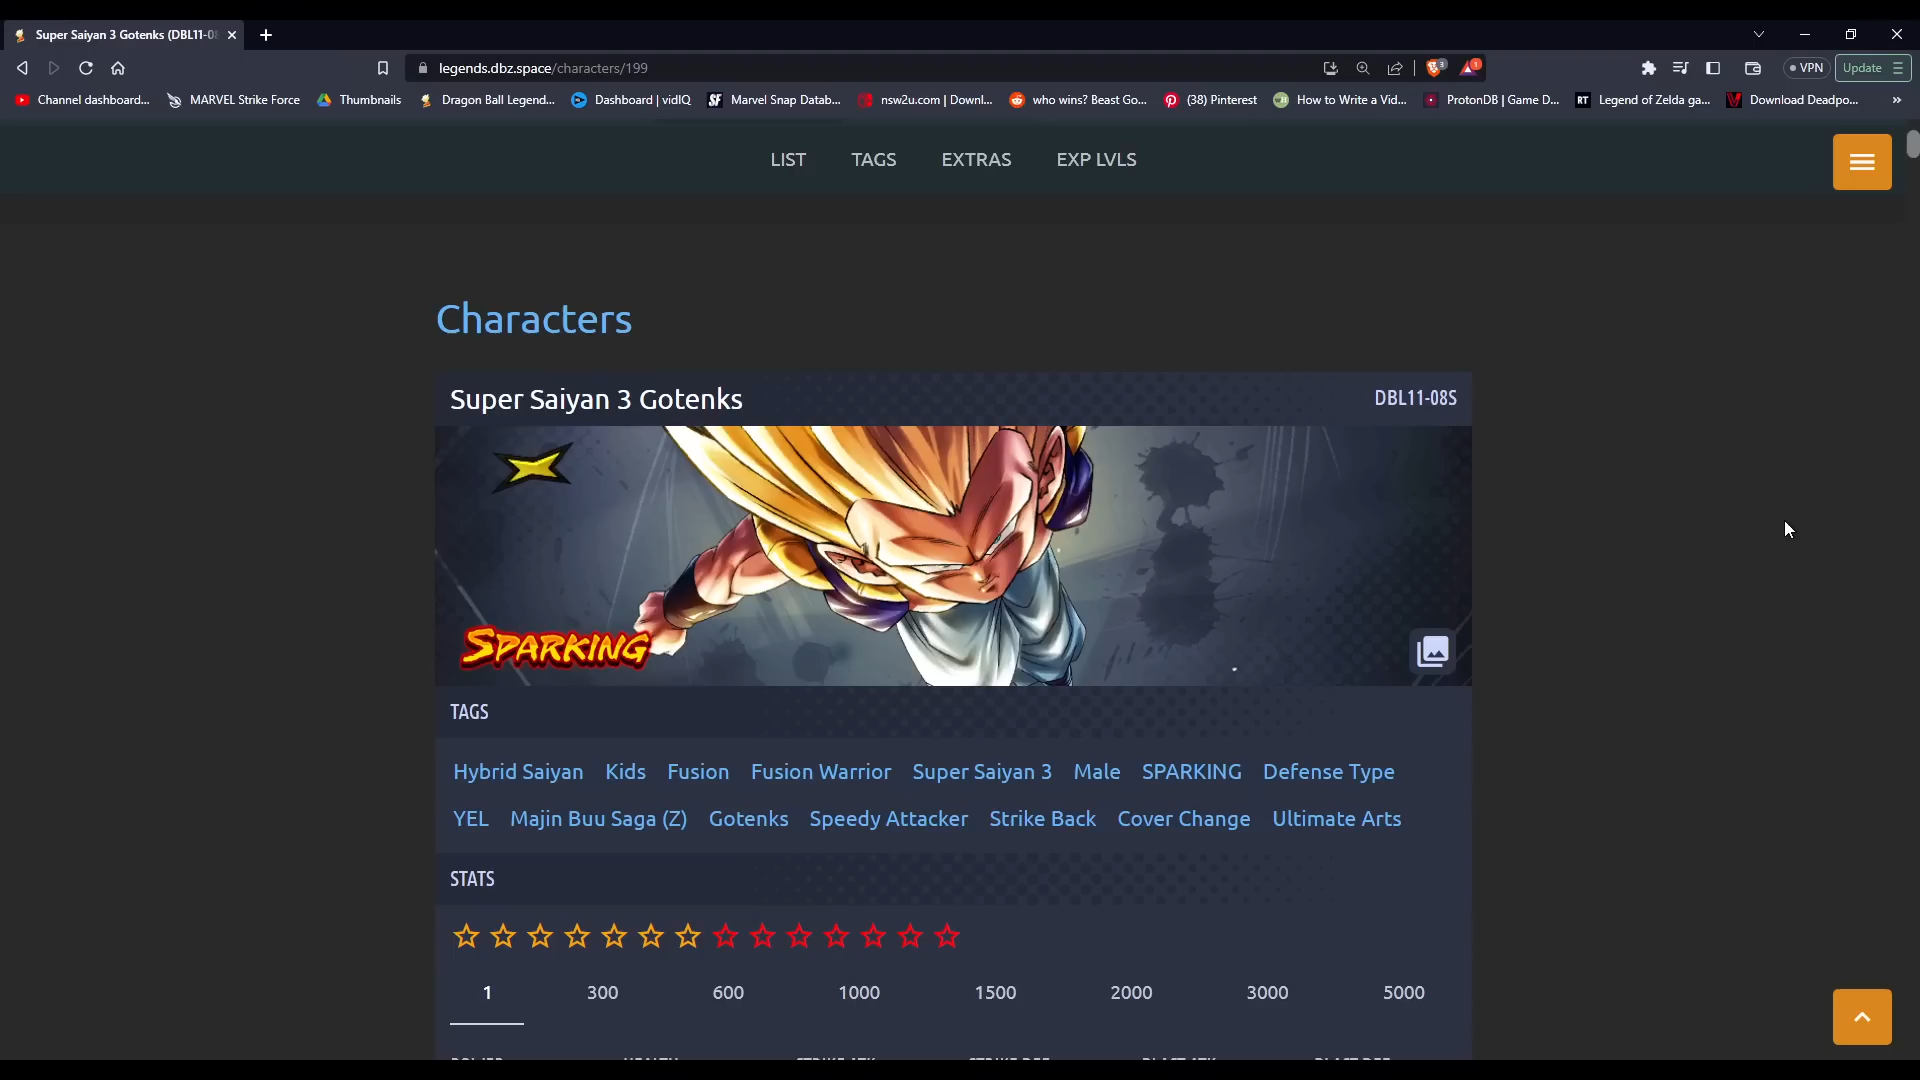 Super Saiyan 3 Gotenks (DBL11-08
legends.dbz.space/characters/199
3
1
VPN
Update
Channel dashboard...
MARVEL Strike Force
Thumbnails
Dragon Ball Legend...
Dashboard | vidIQ
SF
Marvel Snap Datab...
nsw2u.com | Downl...
who wins? Beast Go...
(38) Pinterest
How to Write a Vid...
ProtonDB | Game D...
RT
Legend of Zelda ga...
Download Deadpo...
»
LIST TAGS EXTRAS EXP LVLS
Characters
Super Saiyan 3 Gotenks
DBL11-08S
SPARKING
TAGS
Hybrid Saiyan Kids Fusion Fusion Warrior Super Saiyan 3 Male SPARKING Defense Type
YEL Majin Buu Saga (Z) Gotenks Speedy Attacker Strike Back Cover Change Ultimate Arts
STATS
1 300 600 1000 1500 2000 3000 5000